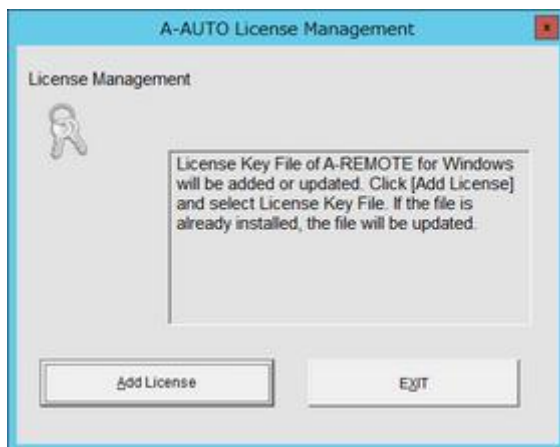 A-AUTO License Management
License Management
License Key File of A-REMOTE for Windows
will be added or updated. Click [Add License]
and select License Key File. If the file is
already installed, the file will be updated.
Add License
EXIT